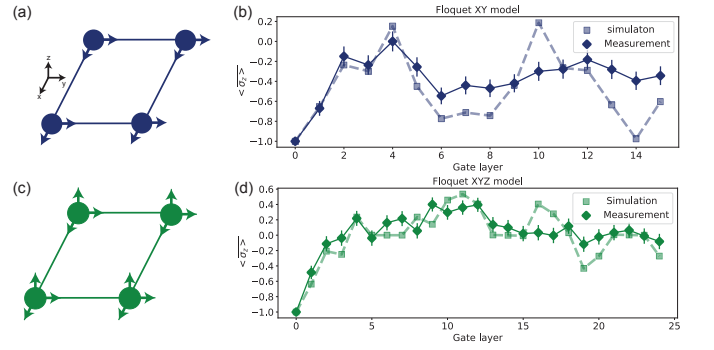 (a)
z
y
x
(b)
Floquet XY model
0.2
0.0
−0.2
−0.4
−0.6
−0.8
−1.0
< σz >
simulaton
Measurement
0 2 4 6 8 10 12 14
Gate layer
(c)
(d)
Floquet XYZ model
0.6
0.4
0.2
0.0
−0.2
−0.4
−0.6
−0.8
−1.0
< σz >
Simulation
Measurement
0 5 10 15 20 25
Gate layer